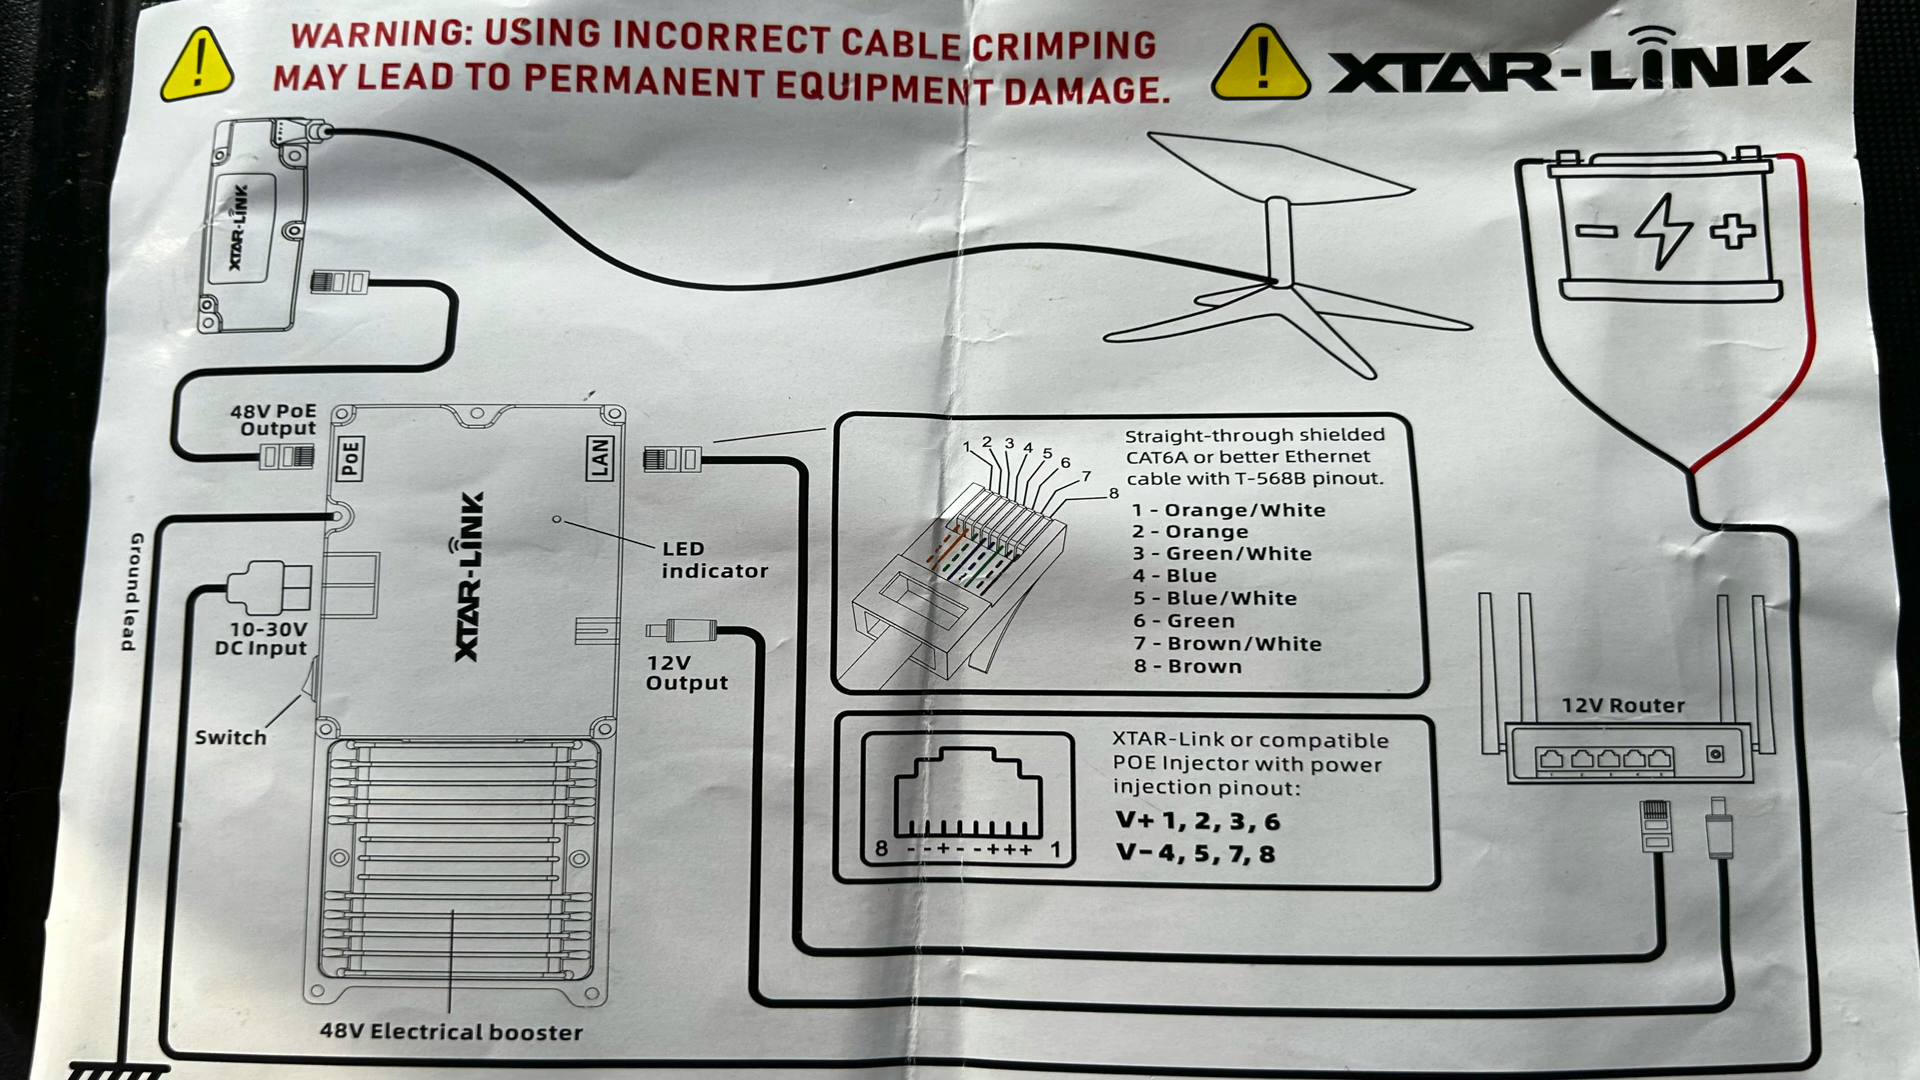 WARNING: USING INCORRECT CABLE CRIMPING
MAY LEAD TO PERMANENT EQUIPMENT DAMAGE.
XTAR-LINK
XTAR-LINK
48V PoE
Output
PoE
LAN
XTAR-LINK
LED
indicator
Ground lead
10-30V
DC Input
12V
Output
Switch
48V Electrical booster
1 2 3 4 5 6 7 8
Straight-through shielded
CAT6A or better Ethernet
cable with T-568B pinout.
1 - Orange/White
2 - Orange
3 - Green/White
4 - Blue
5 - Blue/White
6 - Green
7 - Brown/White
8 - Brown
8 --+--+++ 1
XTAR-Link or compatible
POE Injector with power
injection pinout:
V+ 1, 2, 3, 6
V- 4, 5, 7, 8
- +
12V Router